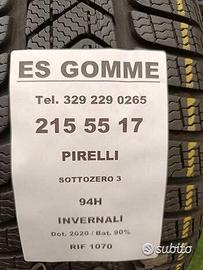 ES GOMME
Tel. 329 229 0265
215 55 17
PIRELLI
SOTTOZERO 3
94H
INVERNALI
Dot. 2020 / Bat. 90%
RIF 1070
subito